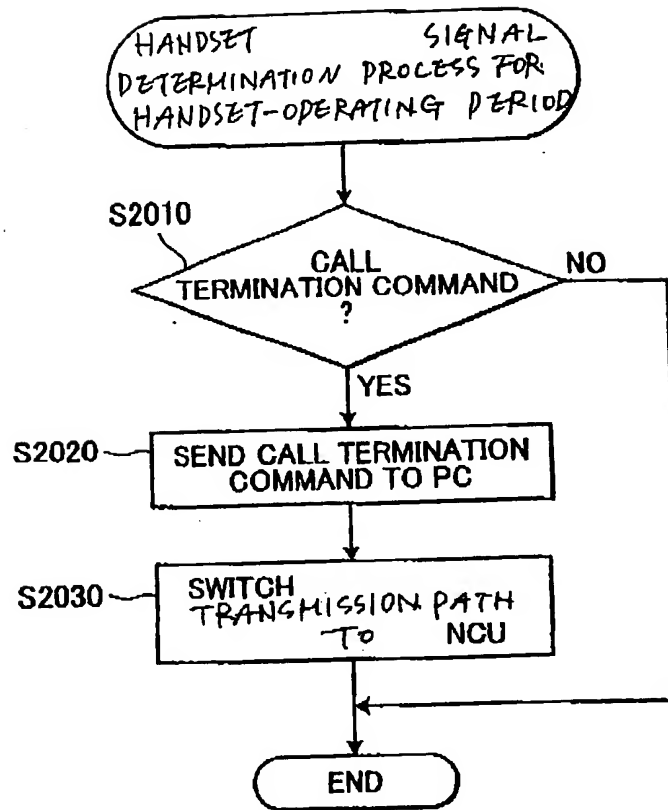 HANDSET SIGNAL
DETERMINATION PROCESS FOR
HANDSET-OPERATING PERIOD
S2010
CALL
TERMINATION COMMAND
?
NO
YES
S2020
SEND CALL TERMINATION
COMMAND TO PC
S2030
SWITCH
TRANSMISSION PATH
TO NCU
END